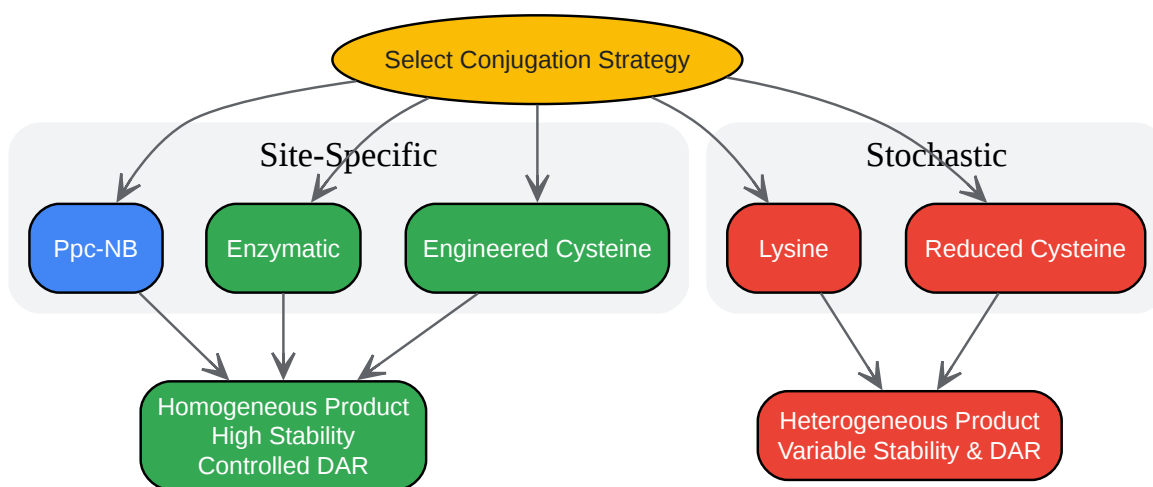 Select Conjugation Strategy
Site-Specific
Stochastic
Ppc-NB
Enzymatic
Engineered Cysteine
Lysine
Reduced Cysteine
Homogeneous Product
High Stability
Controlled DAR
Heterogeneous Product
Variable Stability & DAR